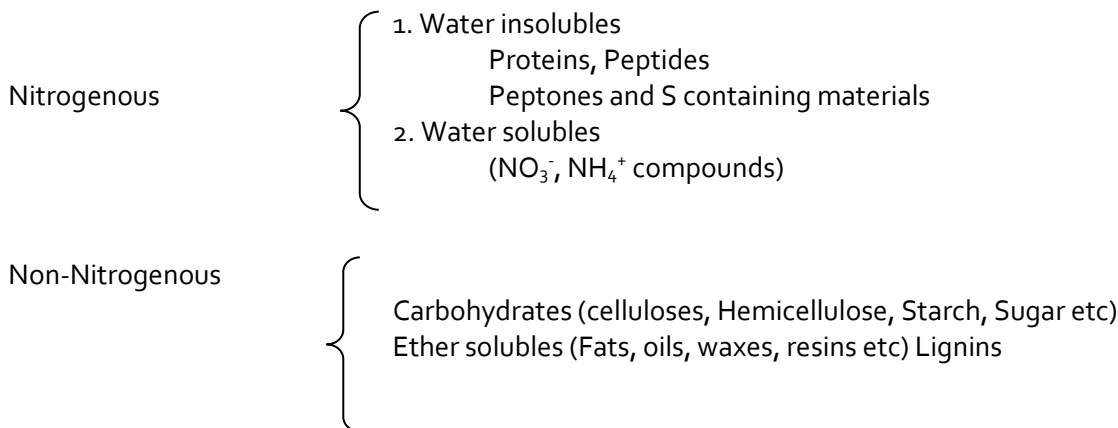 1. Water insolubles
Proteins, Peptides
Nitrogenous
Peptones and S containing materials
2. Water solubles
(NO₃⁻, NH₄⁺ compounds)
Non-Nitrogenous
Carbohydrates (celluloses, Hemicellulose, Starch, Sugar etc)
Ether solubles (Fats, oils, waxes, resins etc) Lignins